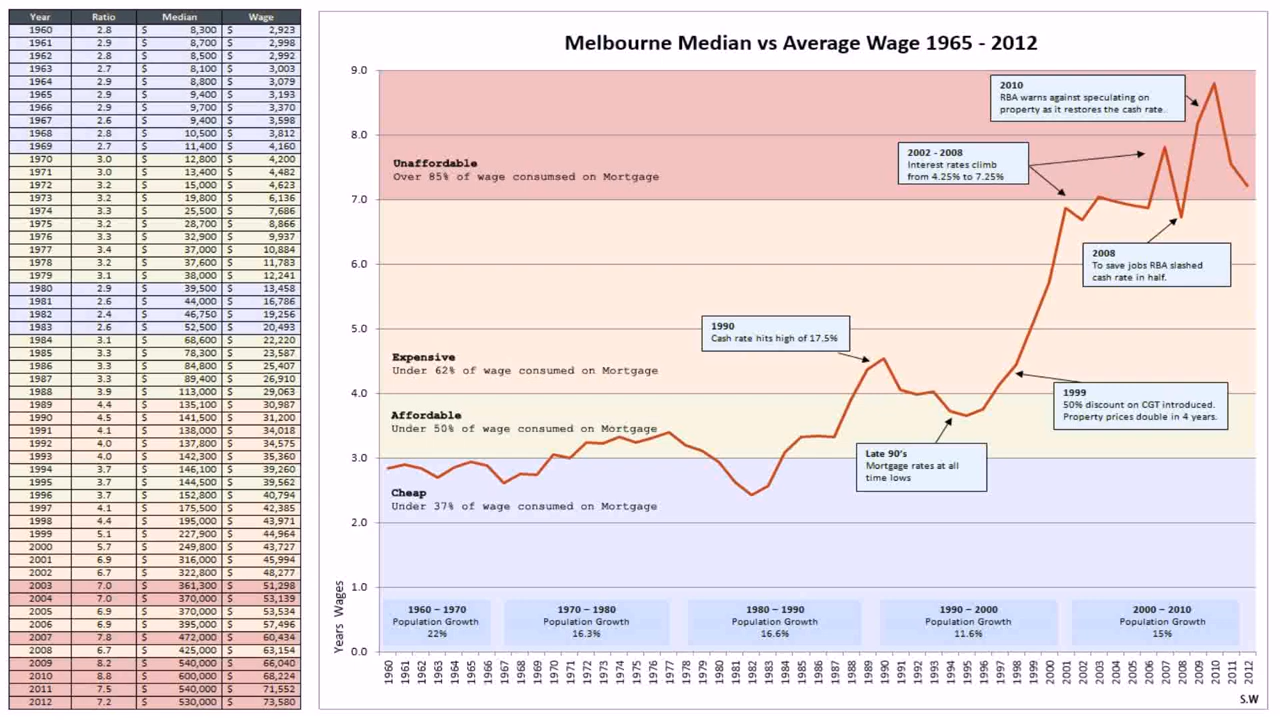 Year Ratio Median Wage
1960 2.8 $ 8,300 $ 2,923
1961 2.9 $ 8,700 $ 2,998
1962 2.8 $ 8,500 $ 2,992
1963 2.7 $ 8,100 $ 3,003
1964 2.9 $ 8,800 $ 3,079
1965 2.9 $ 9,400 $ 3,193
1966 2.9 $ 9,700 $ 3,370
1967 2.6 $ 9,400 $ 3,598
1968 2.8 $ 10,500 $ 3,812
1969 2.7 $ 11,400 $ 4,160
1970 3.0 $ 12,800 $ 4,200
1971 3.0 $ 13,400 $ 4,482
1972 3.2 $ 15,000 $ 4,623
1973 3.2 $ 19,800 $ 6,136
1974 3.3 $ 25,500 $ 7,686
1975 3.2 $ 28,700 $ 8,866
1976 3.3 $ 32,900 $ 9,937
1977 3.4 $ 37,000 $ 10,884
1978 3.2 $ 37,600 $ 11,783
1979 3.1 $ 38,000 $ 12,241
1980 2.9 $ 39,500 $ 13,458
1981 2.6 $ 44,000 $ 16,786
1982 2.4 $ 46,750 $ 19,256
1983 2.6 $ 52,500 $ 20,493
1984 3.1 $ 68,600 $ 22,220
1985 3.3 $ 78,300 $ 23,587
1986 3.3 $ 84,800 $ 25,407
1987 3.3 $ 89,400 $ 26,910
1988 3.9 $ 113,000 $ 29,063
1989 4.4 $ 135,100 $ 30,987
1990 4.5 $ 141,500 $ 31,200
1991 4.1 $ 138,000 $ 34,018
1992 4.0 $ 137,800 $ 34,575
1993 4.0 $ 142,300 $ 35,360
1994 3.7 $ 146,100 $ 39,260
1995 3.7 $ 144,500 $ 39,562
1996 3.7 $ 152,800 $ 40,794
1997 4.1 $ 175,500 $ 42,385
1998 4.4 $ 195,000 $ 43,971
1999 5.1 $ 227,900 $ 44,964
2000 5.7 $ 249,800 $ 43,727
2001 6.9 $ 316,000 $ 45,994
2002 6.7 $ 322,800 $ 48,277
2003 7.0 $ 361,300 $ 51,298
2004 7.0 $ 370,000 $ 53,139
2005 6.9 $ 370,000 $ 53,534
2006 6.9 $ 395,000 $ 57,496
2007 7.8 $ 472,000 $ 60,434
2008 6.7 $ 425,000 $ 63,154
2009 8.2 $ 540,000 $ 66,040
2010 8.8 $ 600,000 $ 68,224
2011 7.5 $ 540,000 $ 71,552
2012 7.2 $ 530,000 $ 73,580
Melbourne Median vs Average Wage 1965 - 2012
9.0
8.0
7.0
6.0
5.0
4.0
3.0
2.0
1.0
0.0
Years Wages
2010
RBA warns against speculating on
property as it restores the cash rate.
2002 - 2008
Interest rates climb
from 4.25% to 7.25%
Unaffordable
Over 85% of wage consumsed on Mortgage
2008
To save jobs RBA slashed
cash rate in half.
1990
Cash rate hits high of 17.5%
Expensive
Under 62% of wage consumed on Mortgage
1999
50% discount on CGT introduced.
Property prices double in 4 years.
Affordable
Under 50% of wage consumed on Mortgage
Late 90's
Mortgage rates at all
time lows
Cheap
Under 37% of wage consumed on Mortgage
1960 – 1970
Population Growth
22%
1970 – 1980
Population Growth
16.3%
1980 – 1990
Population Growth
16.6%
1990 – 2000
Population Growth
11.6%
2000 – 2010
Population Growth
15%
1960 1961 1962 1963 1964 1965 1966 1967 1968 1969 1970 1971 1972 1973 1974 1975 1976 1977 1978 1979 1980 1981 1982 1983 1984 1985 1986 1987 1988 1989 1990 1991 1992 1993 1994 1995 1996 1997 1998 1999 2000 2001 2002 2003 2004 2005 2006 2007 2008 2009 2010 2011 2012
S.W